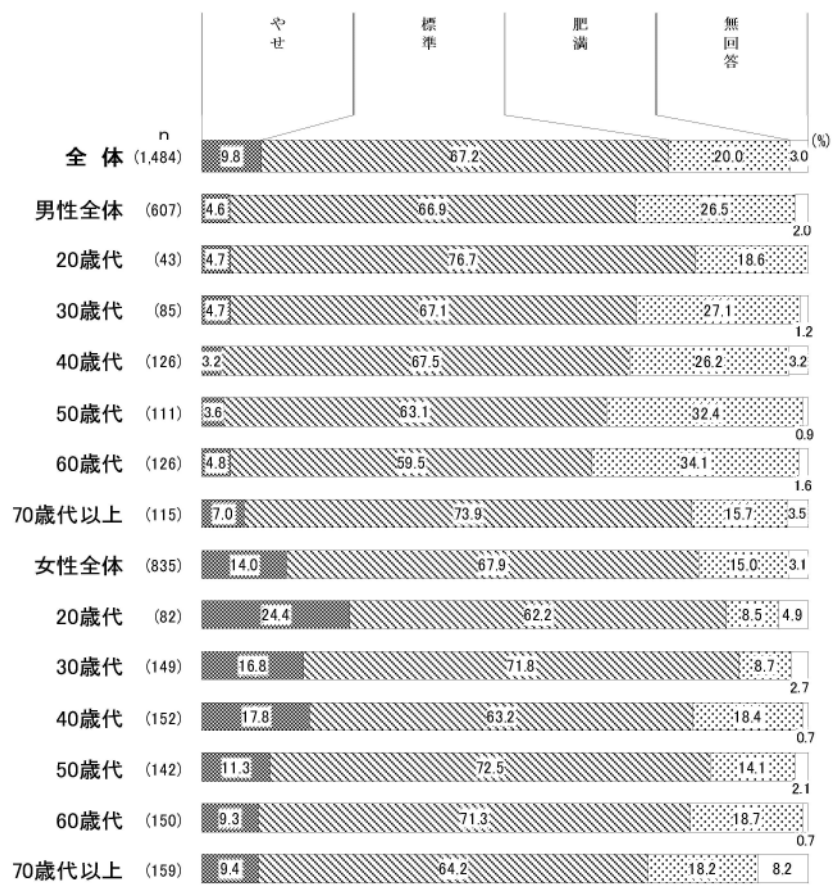 やせ
標準
肥満
無回答
n
(%)
全 体 (1,484) 9.8 67.2 20.0 3.0
男性全体 (607) 4.6 66.9 26.5 2.0
20歳代 (43) 4.7 76.7 18.6
30歳代 (85) 4.7 67.1 27.1 1.2
40歳代 (126) 3.2 67.5 26.2 3.2
50歳代 (111) 3.6 63.1 32.4 0.9
60歳代 (126) 4.8 59.5 34.1 1.6
70歳代以上 (115) 7.0 73.9 15.7 3.5
女性全体 (835) 14.0 67.9 15.0 3.1
20歳代 (82) 24.4 62.2 8.5 4.9
30歳代 (149) 16.8 71.8 8.7 2.7
40歳代 (152) 17.8 63.2 18.4 0.7
50歳代 (142) 11.3 72.5 14.1 2.1
60歳代 (150) 9.3 71.3 18.7 0.7
70歳代以上 (159) 9.4 64.2 18.2 8.2